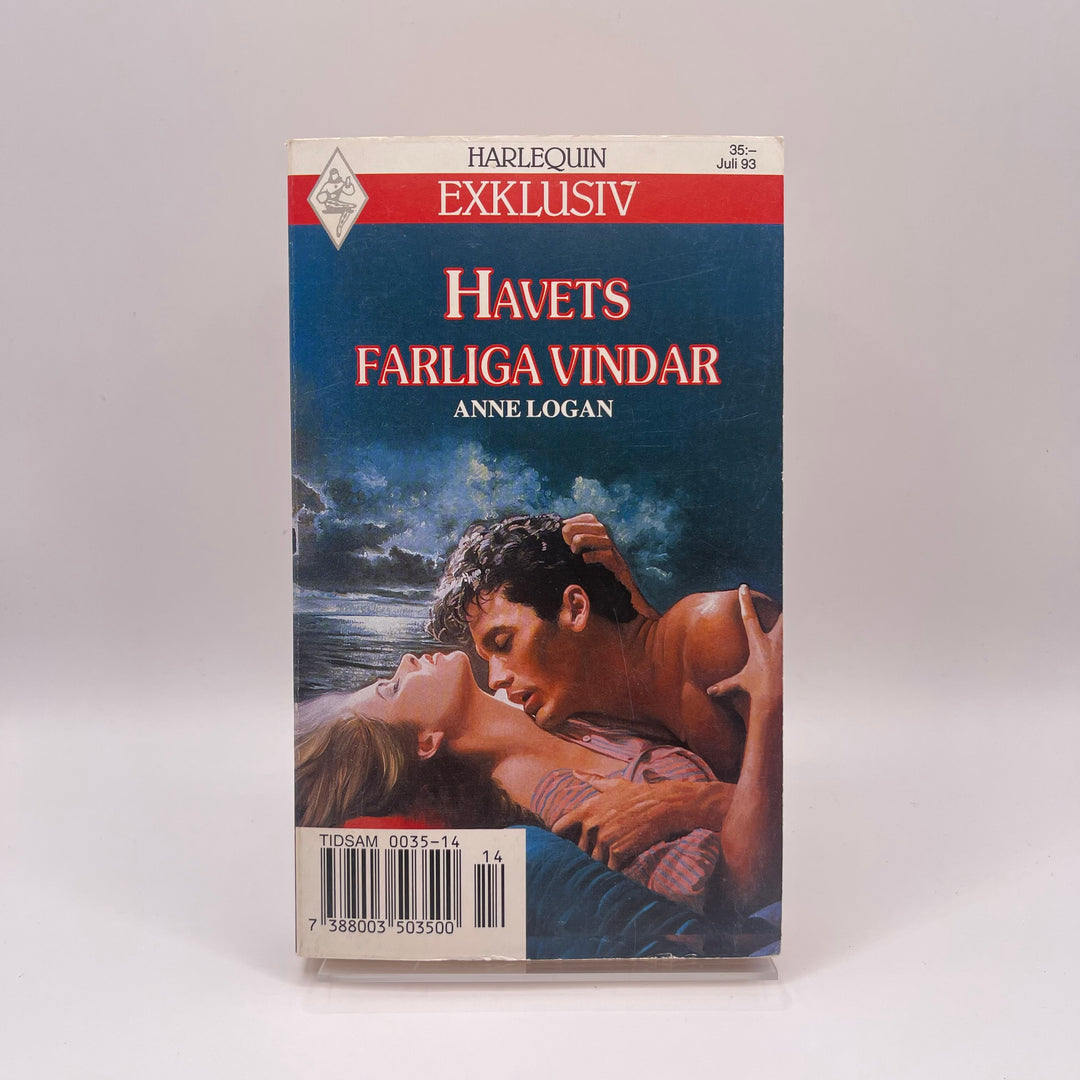 HARLEQUIN
35:–
Juli 93
EXKLUSIV
HAVETS
FARLIGA VINDAR
ANNE LOGAN
TIDSAM 0035-14
14
7 388003 503500